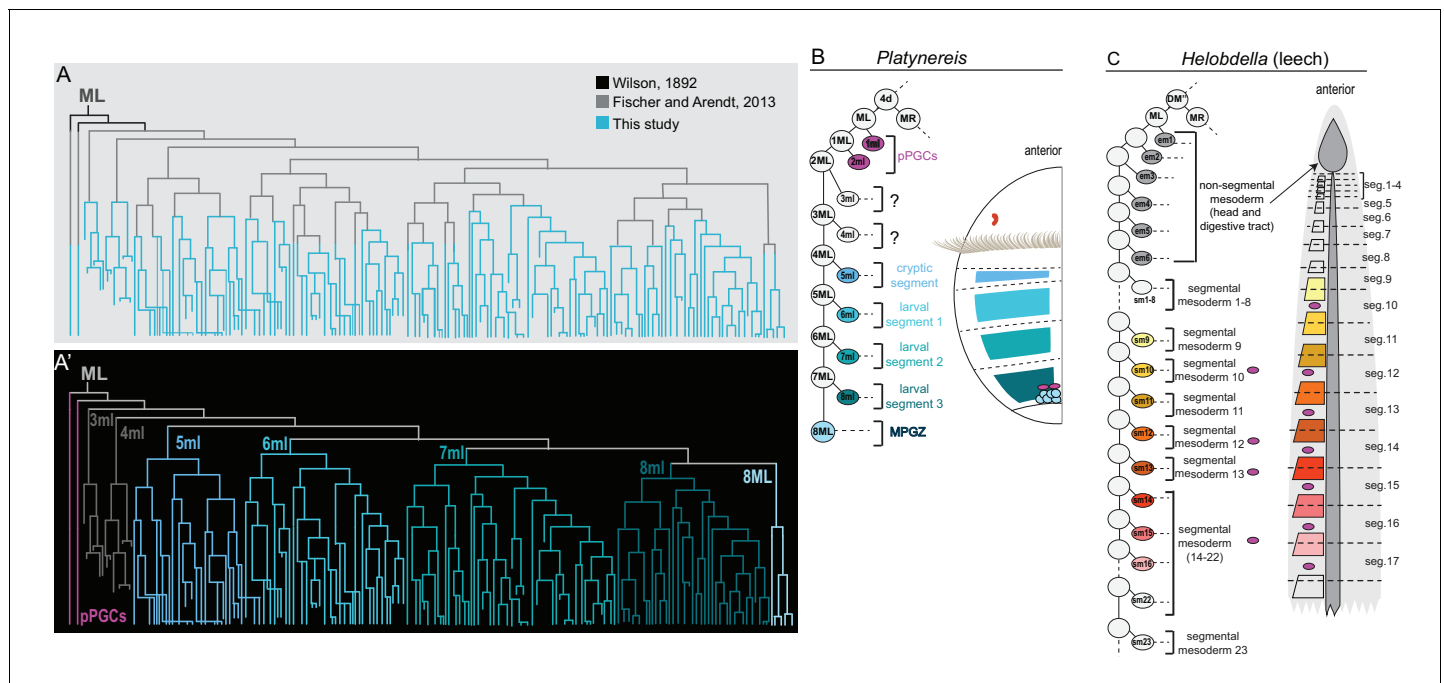 A
ML
Wilson, 1892
Fischer and Arendt, 2013
This study
A'
ML
3ml
4ml
5ml
6ml
7ml
8ml
8ML
pPGCs
B
Platynereis
4d
ML
MR
1ML
1ml
2ML
2ml
pPGCs
3ml
?
3ML
4ml
?
4ML
5ml
cryptic
segment
5ML
6ml
larval
segment 1
6ML
7ml
larval
segment 2
7ML
8ml
larval
segment 3
8ML
MPGZ
anterior
C
Helobdella (leech)
DM"
ML
MR
em1
em2
em3
em4
em5
em6
non-segmental
mesoderm
(head and
digestive tract)
sm1-8
segmental
mesoderm 1-8
sm9
segmental
mesoderm 9
sm10
segmental
mesoderm 10
sm11
segmental
mesoderm 11
sm12
segmental
mesoderm 12
sm13
segmental
mesoderm 13
sm14
sm15
sm16
segmental
mesoderm
(14-22)
sm22
sm23
segmental
mesoderm 23
anterior
seg.1-4
seg.5
seg.6
seg.7
seg.8
seg.9
seg.10
seg.11
seg.12
seg.13
seg.14
seg.15
seg.16
seg.17